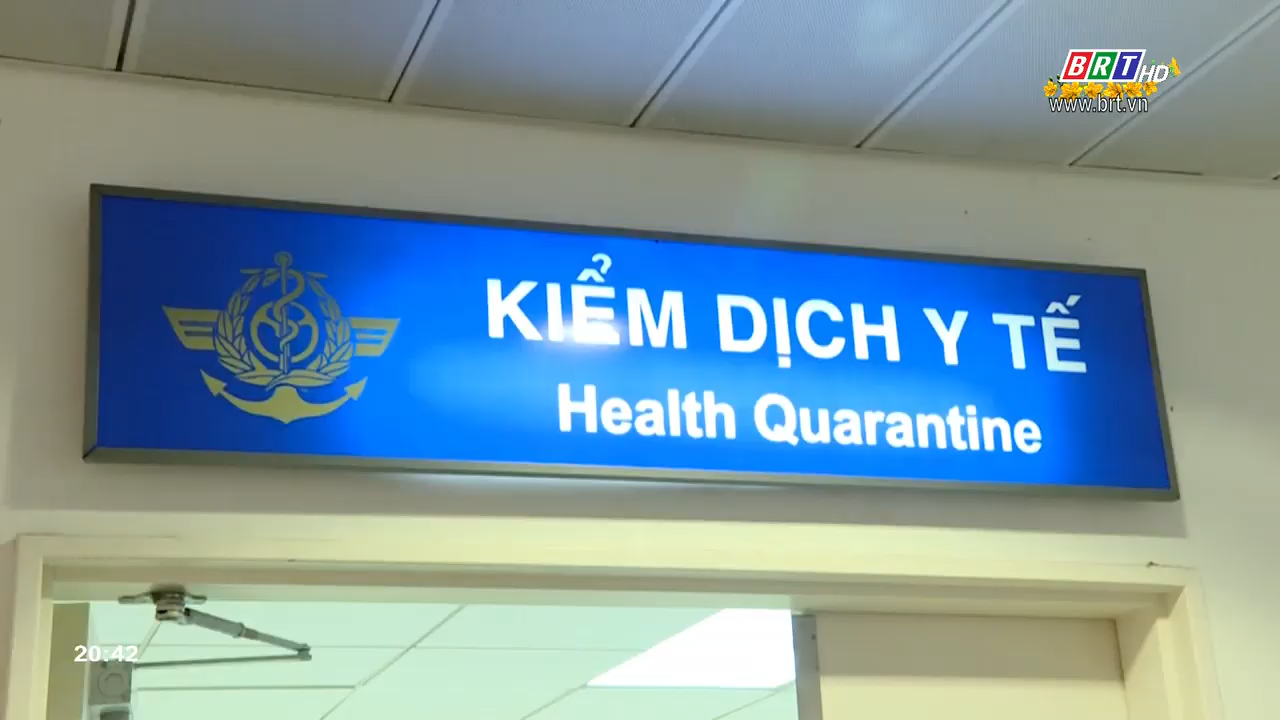 BRT HD
www.brt.vn
KIỂM DỊCH Y TẾ
Health Quarantine
20:42